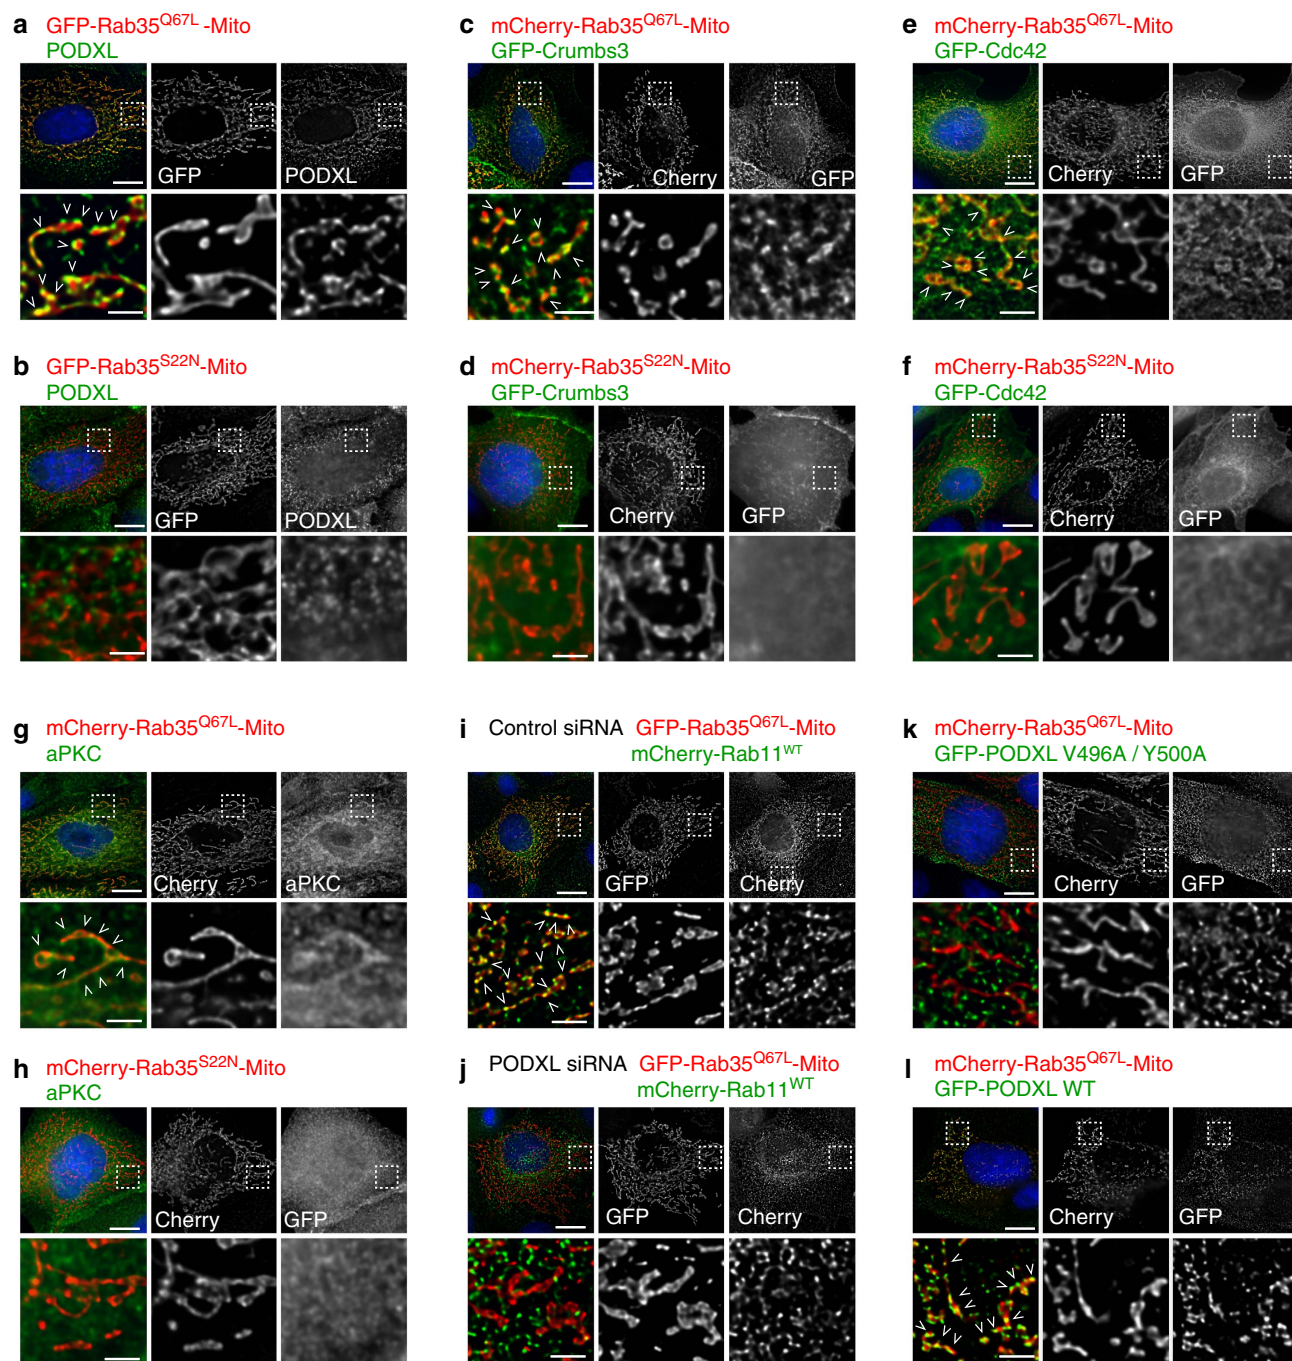 a GFP-Rab35Q67L -Mito
PODXL
GFP
PODXL
c mCherry-Rab35Q67L-Mito
GFP-Crumbs3
Cherry
GFP
e mCherry-Rab35Q67L-Mito
GFP-Cdc42
Cherry
GFP
b GFP-Rab35S22N-Mito
PODXL
GFP
PODXL
d mCherry-Rab35S22N-Mito
GFP-Crumbs3
Cherry
GFP
f mCherry-Rab35S22N-Mito
GFP-Cdc42
Cherry
GFP
g mCherry-Rab35Q67L-Mito
aPKC
Cherry
aPKC
i Control siRNA GFP-Rab35Q67L-Mito
mCherry-Rab11WT
GFP
Cherry
k mCherry-Rab35Q67L-Mito
GFP-PODXL V496A / Y500A
Cherry
GFP
h mCherry-Rab35S22N-Mito
aPKC
Cherry
GFP
j PODXL siRNA GFP-Rab35Q67L-Mito
mCherry-Rab11WT
GFP
Cherry
l mCherry-Rab35Q67L-Mito
GFP-PODXL WT
Cherry
GFP